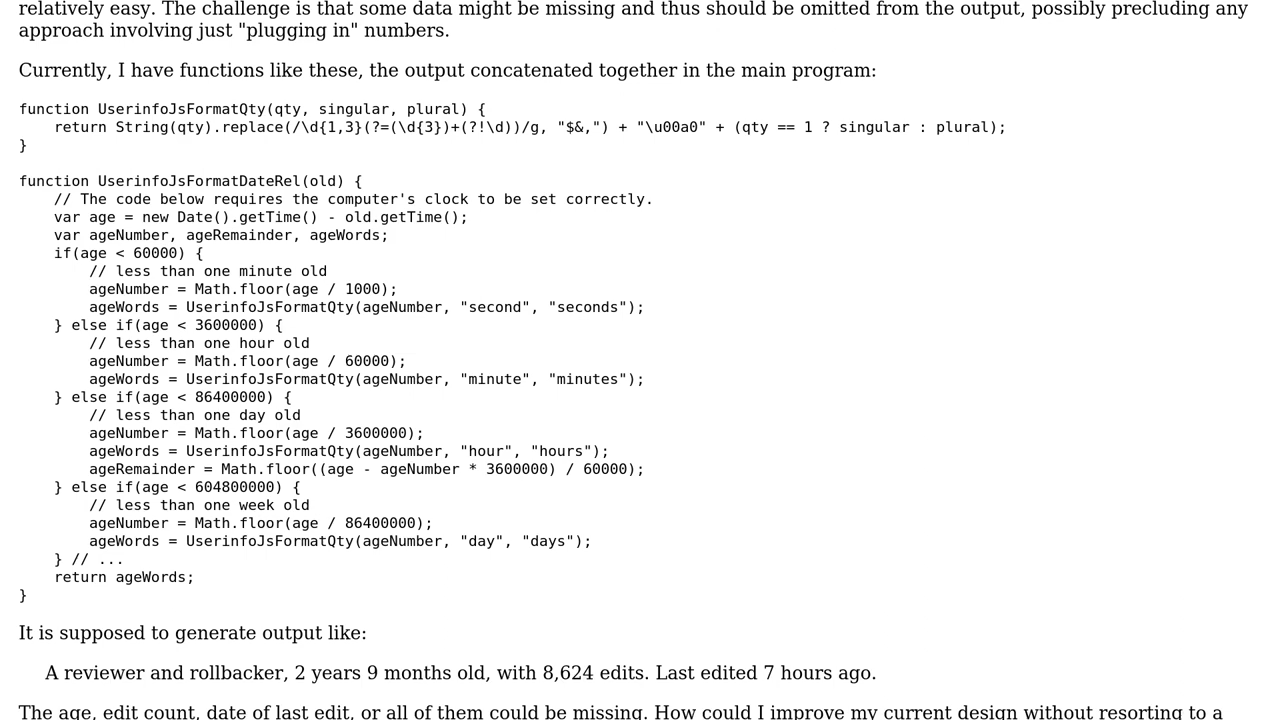 relatively easy. The challenge is that some data might be missing and thus should be omitted from the output, possibly precluding any
approach involving just "plugging in" numbers.
Currently, I have functions like these, the output concatenated together in the main program:
function UserinfoJsFormatQty(qty, singular, plural) {
    return String(qty).replace(/\d{1,3}(?=(\d{3})+(?!\d))/g, "$&,") + "\u00a0" + (qty == 1 ? singular : plural);
}
function UserinfoJsFormatDateRel(old) {
    // The code below requires the computer's clock to be set correctly.
    var age = new Date().getTime() - old.getTime();
    var ageNumber, ageRemainder, ageWords;
    if(age < 60000) {
        // less than one minute old
        ageNumber = Math.floor(age / 1000);
        ageWords = UserinfoJsFormatQty(ageNumber, "second", "seconds");
    } else if(age < 3600000) {
        // less than one hour old
        ageNumber = Math.floor(age / 60000);
        ageWords = UserinfoJsFormatQty(ageNumber, "minute", "minutes");
    } else if(age < 86400000) {
        // less than one day old
        ageNumber = Math.floor(age / 3600000);
        ageWords = UserinfoJsFormatQty(ageNumber, "hour", "hours");
        ageRemainder = Math.floor((age - ageNumber * 3600000) / 60000);
    } else if(age < 604800000) {
        // less than one week old
        ageNumber = Math.floor(age / 86400000);
        ageWords = UserinfoJsFormatQty(ageNumber, "day", "days");
    } // ...
    return ageWords;
}
It is supposed to generate output like:
A reviewer and rollbacker, 2 years 9 months old, with 8,624 edits. Last edited 7 hours ago.
The age, edit count, date of last edit, or all of them could be missing. How could I improve my current design without resorting to a